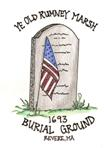 YE OLD RUMNEY MARSH
1693
BURIAL GROUND
REVERE, MA